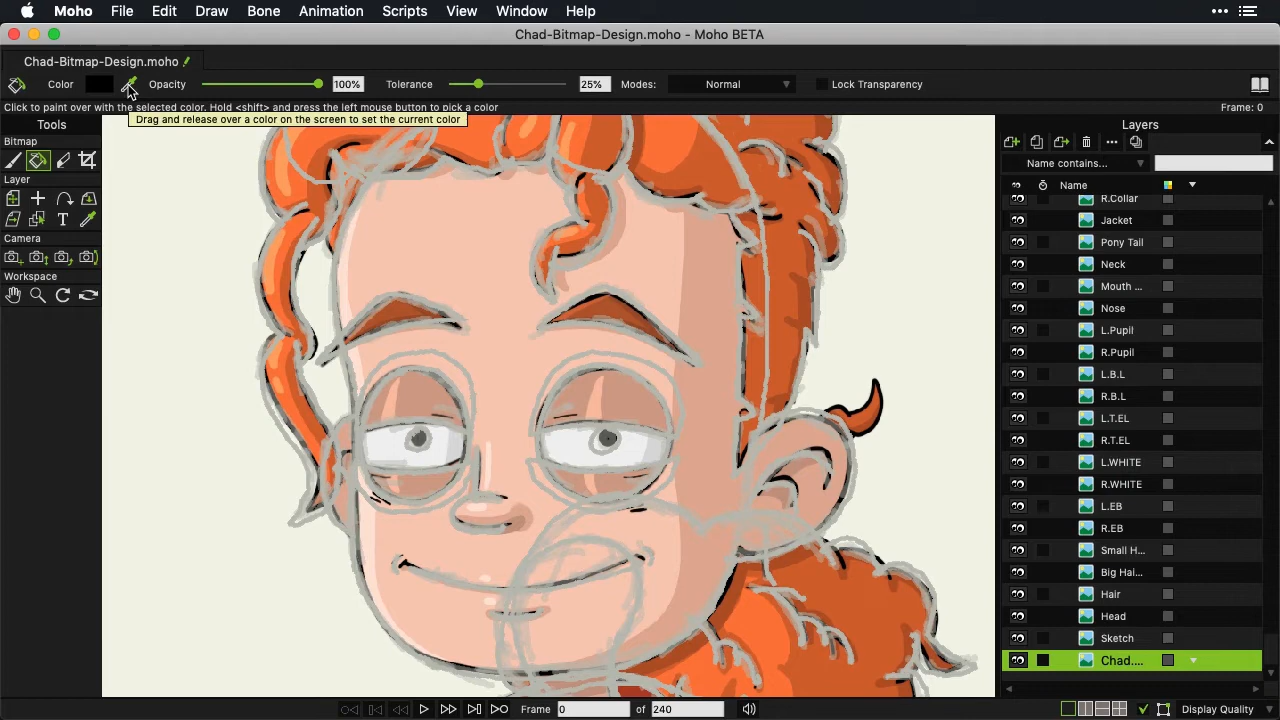 Moho File Edit Draw Bone Animation Scripts View Window Help
Chad-Bitmap-Design.moho - Moho BETA
Chad-Bitmap-Design.moho
Color Opacity 100% Tolerance 25% Modes: Normal Lock Transparency
Click to paint over with the selected color. Hold <shift> and press the left mouse button to pick a color Frame: 0
Drag and release over a color on the screen to set the current color
Tools
Bitmap
Layer
Camera
Workspace
Layers
Name contains...
Name
R.Collar
Jacket
Pony Tail
Neck
Mouth ...
Nose
L.Pupil
R.Pupil
L.B.L
R.B.L
L.T.EL
R.T.EL
L.WHITE
R.WHITE
L.EB
R.EB
Small H...
Big Hai...
Hair
Head
Sketch
Chad....
Frame 0 of 240 Display Quality